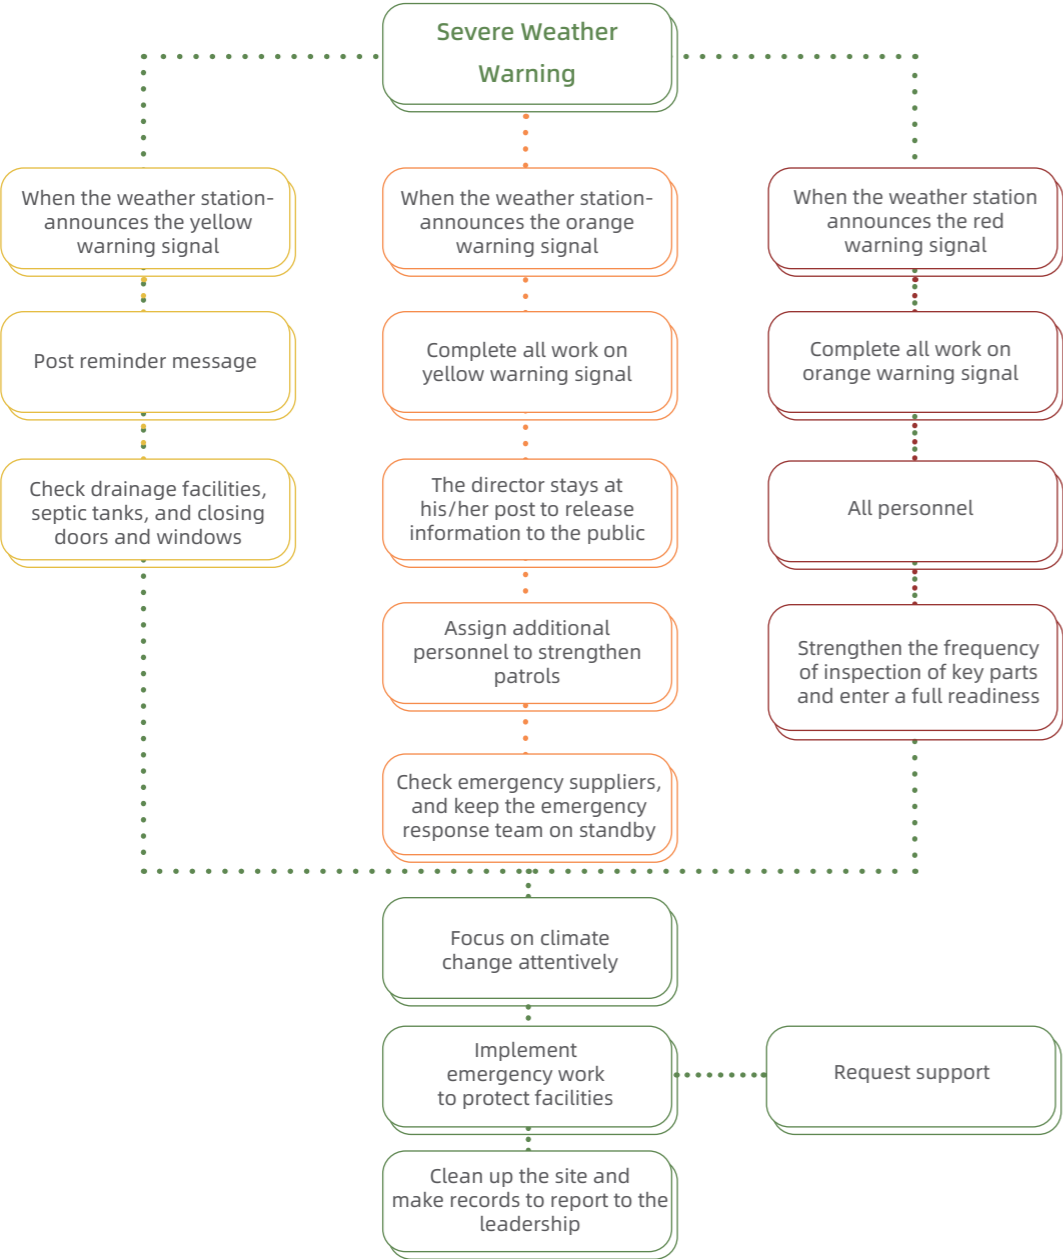 Severe Weather
Warning
When the weather station-
announces the yellow
warning signal
When the weather station-
announces the orange
warning signal
When the weather station
announces the red
warning signal
Post reminder message
Complete all work on
yellow warning signal
Complete all work on
orange warning signal
Check drainage facilities,
septic tanks, and closing
doors and windows
The director stays at
his/her post to release
information to the public
All personnel
Assign additional
personnel to strengthen
patrols
Strengthen the frequency
of inspection of key parts
and enter a full readiness
Check emergency suppliers,
and keep the emergency
response team on standby
Focus on climate
change attentively
Implement
emergency work
to protect facilities
Request support
Clean up the site and
make records to report to the
leadership